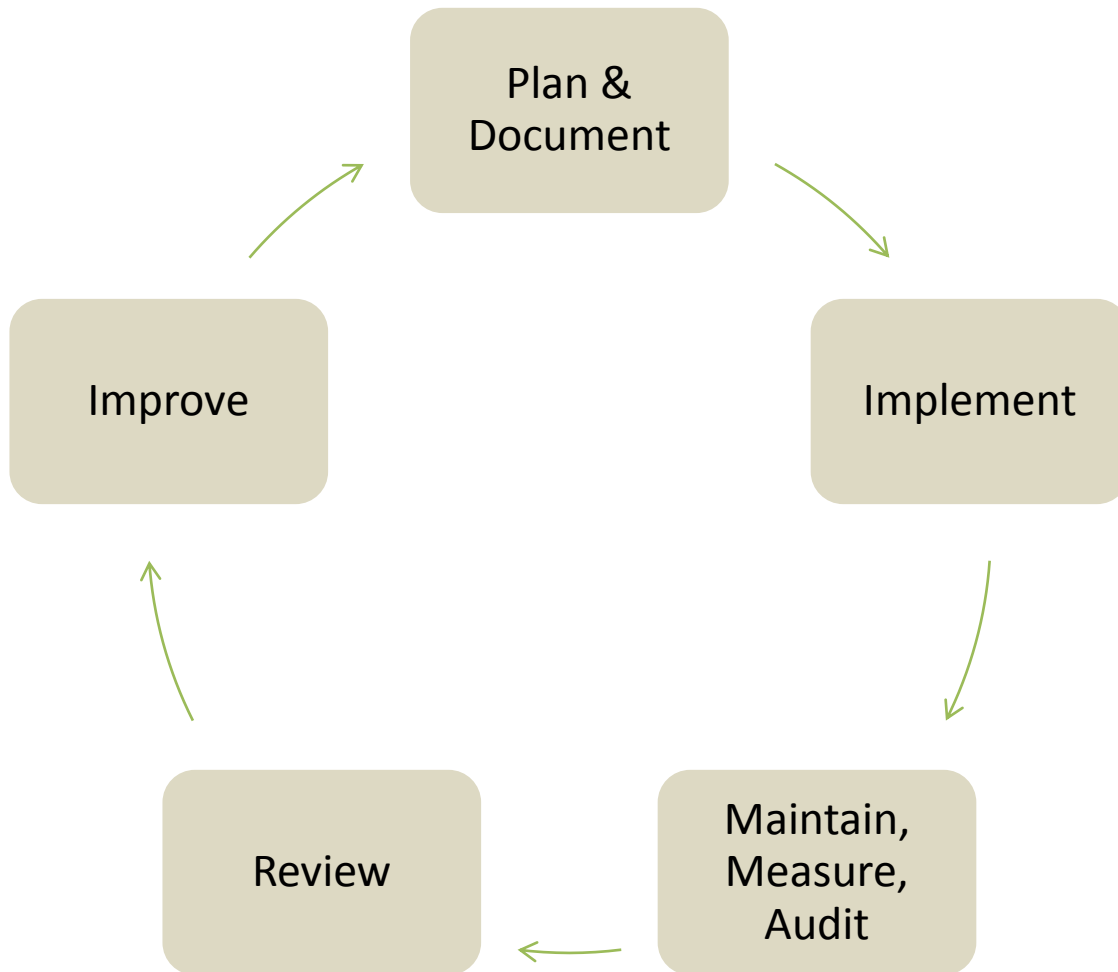 Plan &
Document
Implement
Maintain,
Measure,
Audit
Review
Improve